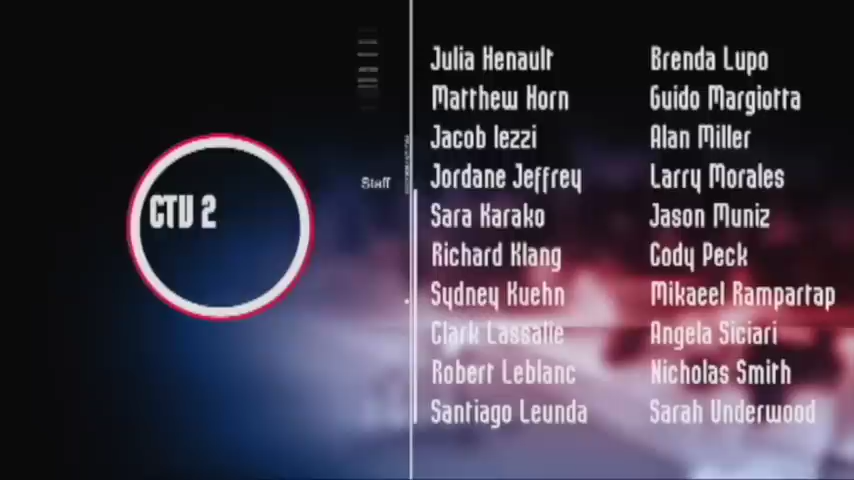 CTV 2
Staff
Julia Henault
Matthew Horn
Jacob Iezzi
Jordane Jeffrey
Sara Karako
Richard Klang
Sydney Kuehn
Clark Lassalle
Robert Leblanc
Santiago Leunda
Brenda Lupo
Guido Margiotta
Alan Miller
Larry Morales
Jason Muniz
Cody Peck
Mikaeel Rampartap
Angela Siciari
Nicholas Smith
Sarah Underwood